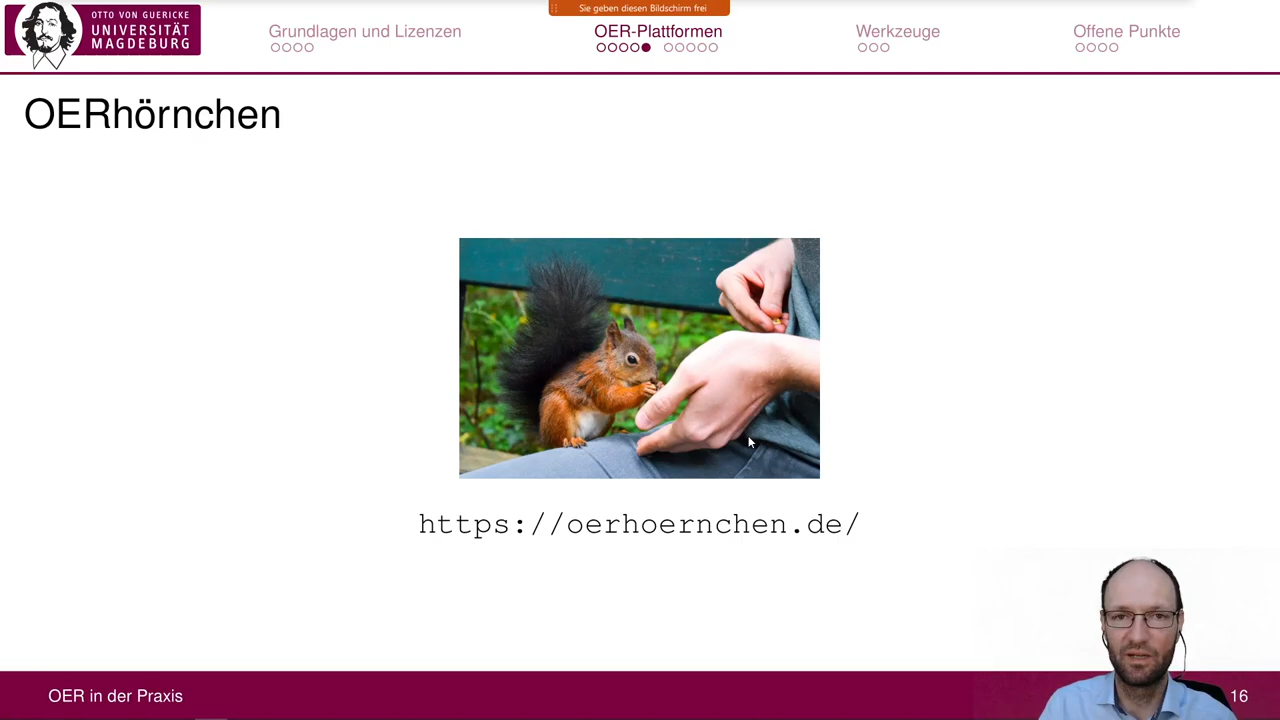 Sie geben diesen Bildschirm frei
OTTO VON GUERICKE
UNIVERSITÄT
MAGDEBURG
Grundlagen und Lizenzen
OER-Plattformen
Werkzeuge
Offene Punkte
OERhörnchen
https://oerhoernchen.de/
OER in der Praxis
16